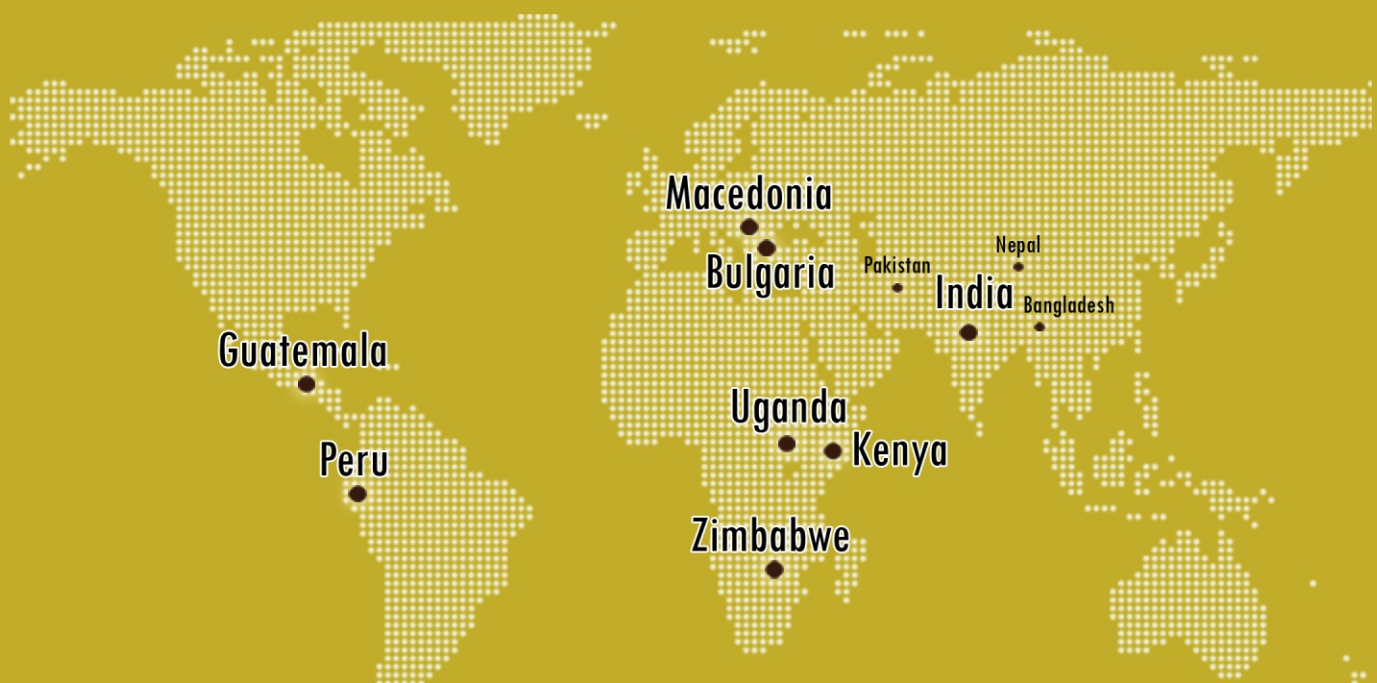 Macedonia
Bulgaria
Nepal
Pakistan
India
Bangladesh
Guatemala
Uganda
Kenya
Peru
Zimbabwe